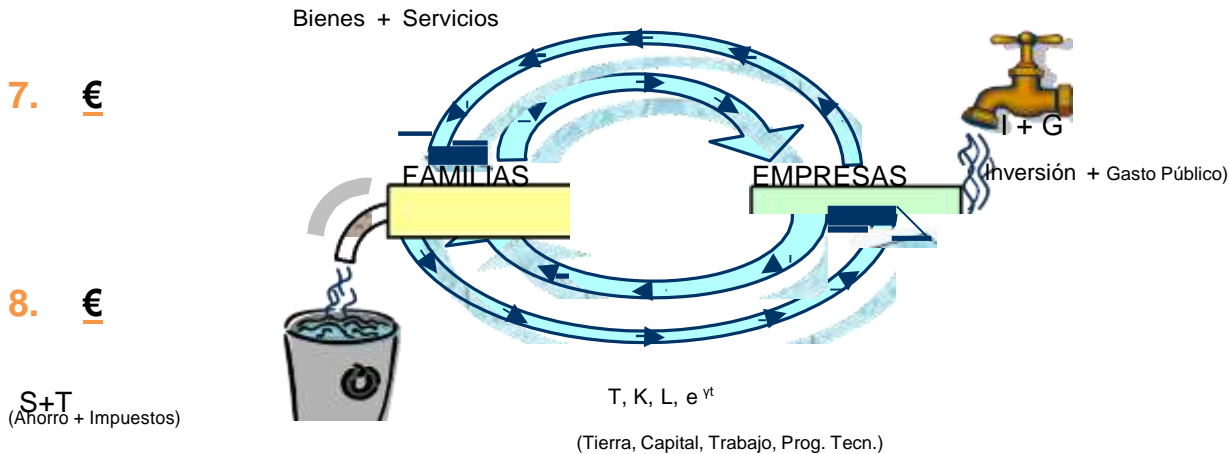 Bienes + Servicios
7. €
I + G
Inversión + Gasto Público)
FAMILIAS
EMPRESAS
8. €
S+T
(Ahorro + Impuestos)
T, K, L, e γt
(Tierra, Capital, Trabajo, Prog. Tecn.)